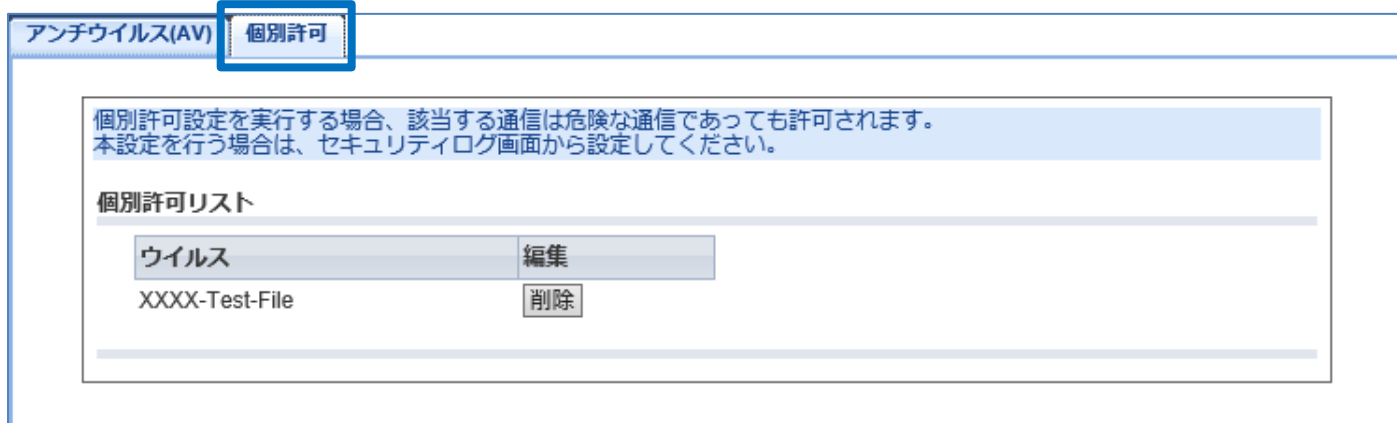 アンチウイルス(AV) 個別許可
個別許可設定を実行する場合、該当する通信は危険な通信であっても許可されます。
本設定を行う場合は、セキュリティログ画面から設定してください。
個別許可リスト
ウイルス 編集
XXXX-Test-File 削除